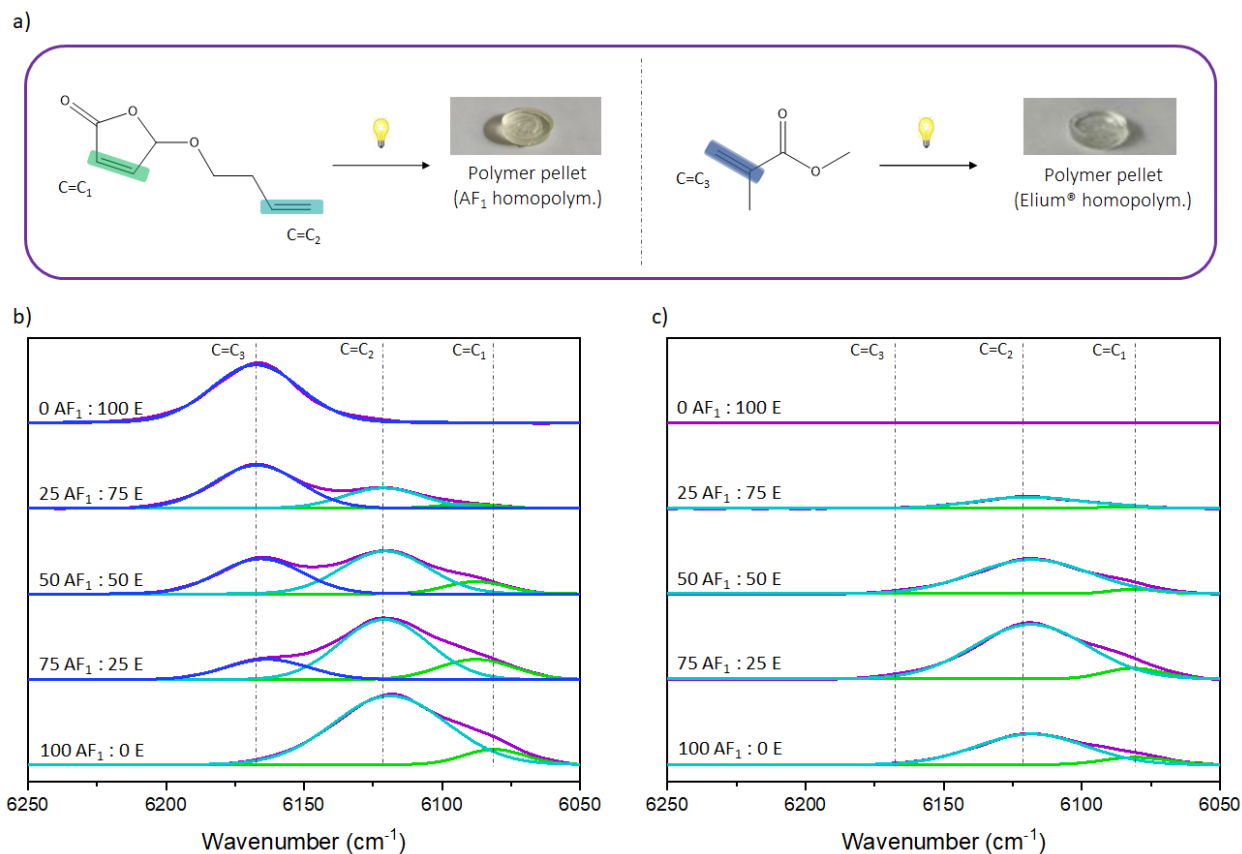 a)
O
O
O
C=C₁
C=C₂
Polymer pellet
(AF₁ homopolym.)
C=C₃
O
O
Polymer pellet
(Elium® homopolym.)
b)
C=C₃
C=C₂
C=C₁
0 AF₁ : 100 E
25 AF₁ : 75 E
50 AF₁ : 50 E
75 AF₁ : 25 E
100 AF₁ : 0 E
6250
6200
6150
6100
6050
Wavenumber (cm⁻¹)
c)
C=C₃
C=C₂
C=C₁
0 AF₁ : 100 E
25 AF₁ : 75 E
50 AF₁ : 50 E
75 AF₁ : 25 E
100 AF₁ : 0 E
6250
6200
6150
6100
6050
Wavenumber (cm⁻¹)